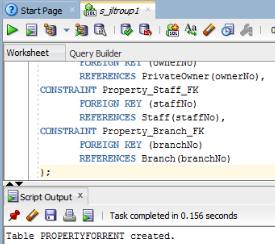 Start Page
s_jitroup1
Worksheet Query Builder
FOREIGN KEY (ownerNo)
REFERENCES PrivateOwner(ownerNo),
CONSTRAINT Property_Staff_FK
FOREIGN KEY (staffNo)
REFERENCES Staff(staffNo),
CONSTRAINT Property_Branch_FK
FOREIGN KEY (branchNo)
REFERENCES Branch(branchNo)
);
Script Output
Task completed in 0.156 seconds
Table PROPERTYFORRENT created.